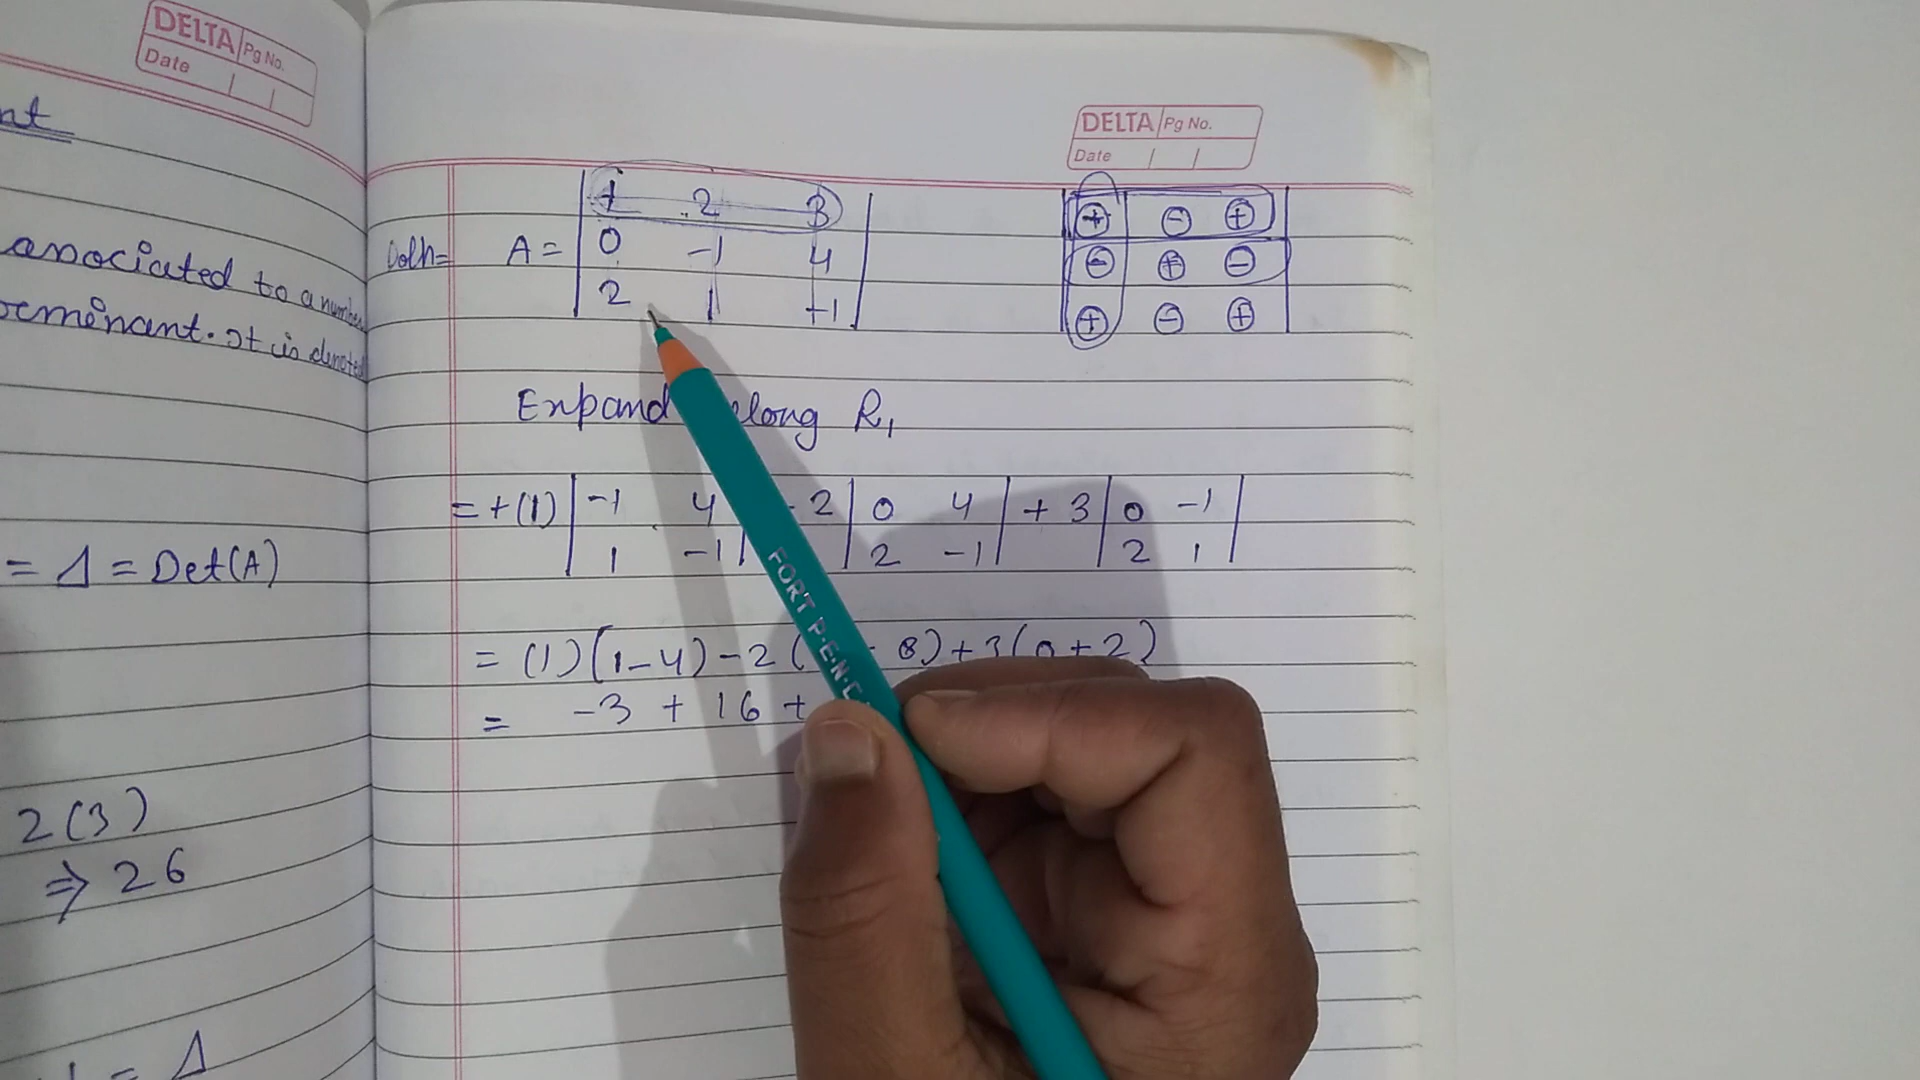 DELTA Pg No.
Date
nt
associated to a number
erminant. It is denoted
= Δ = Det(A)
2(3)
⇒ 26
= Δ
DELTA Pg No.
Date
1 2 3
Soln= A = 0 -1 4
2 1 +1
+ - +
- + -
+ - +
Expand long R₁
= +(1) | -1 4 - 2 | 0 4 | + 3 | 0 -1 |
1 -1 | 2 -1 | 2 1 |
= (1)(1-4)-2( - 8)+3(0+2)
= -3 + 16 +
FORT P.E.N.C